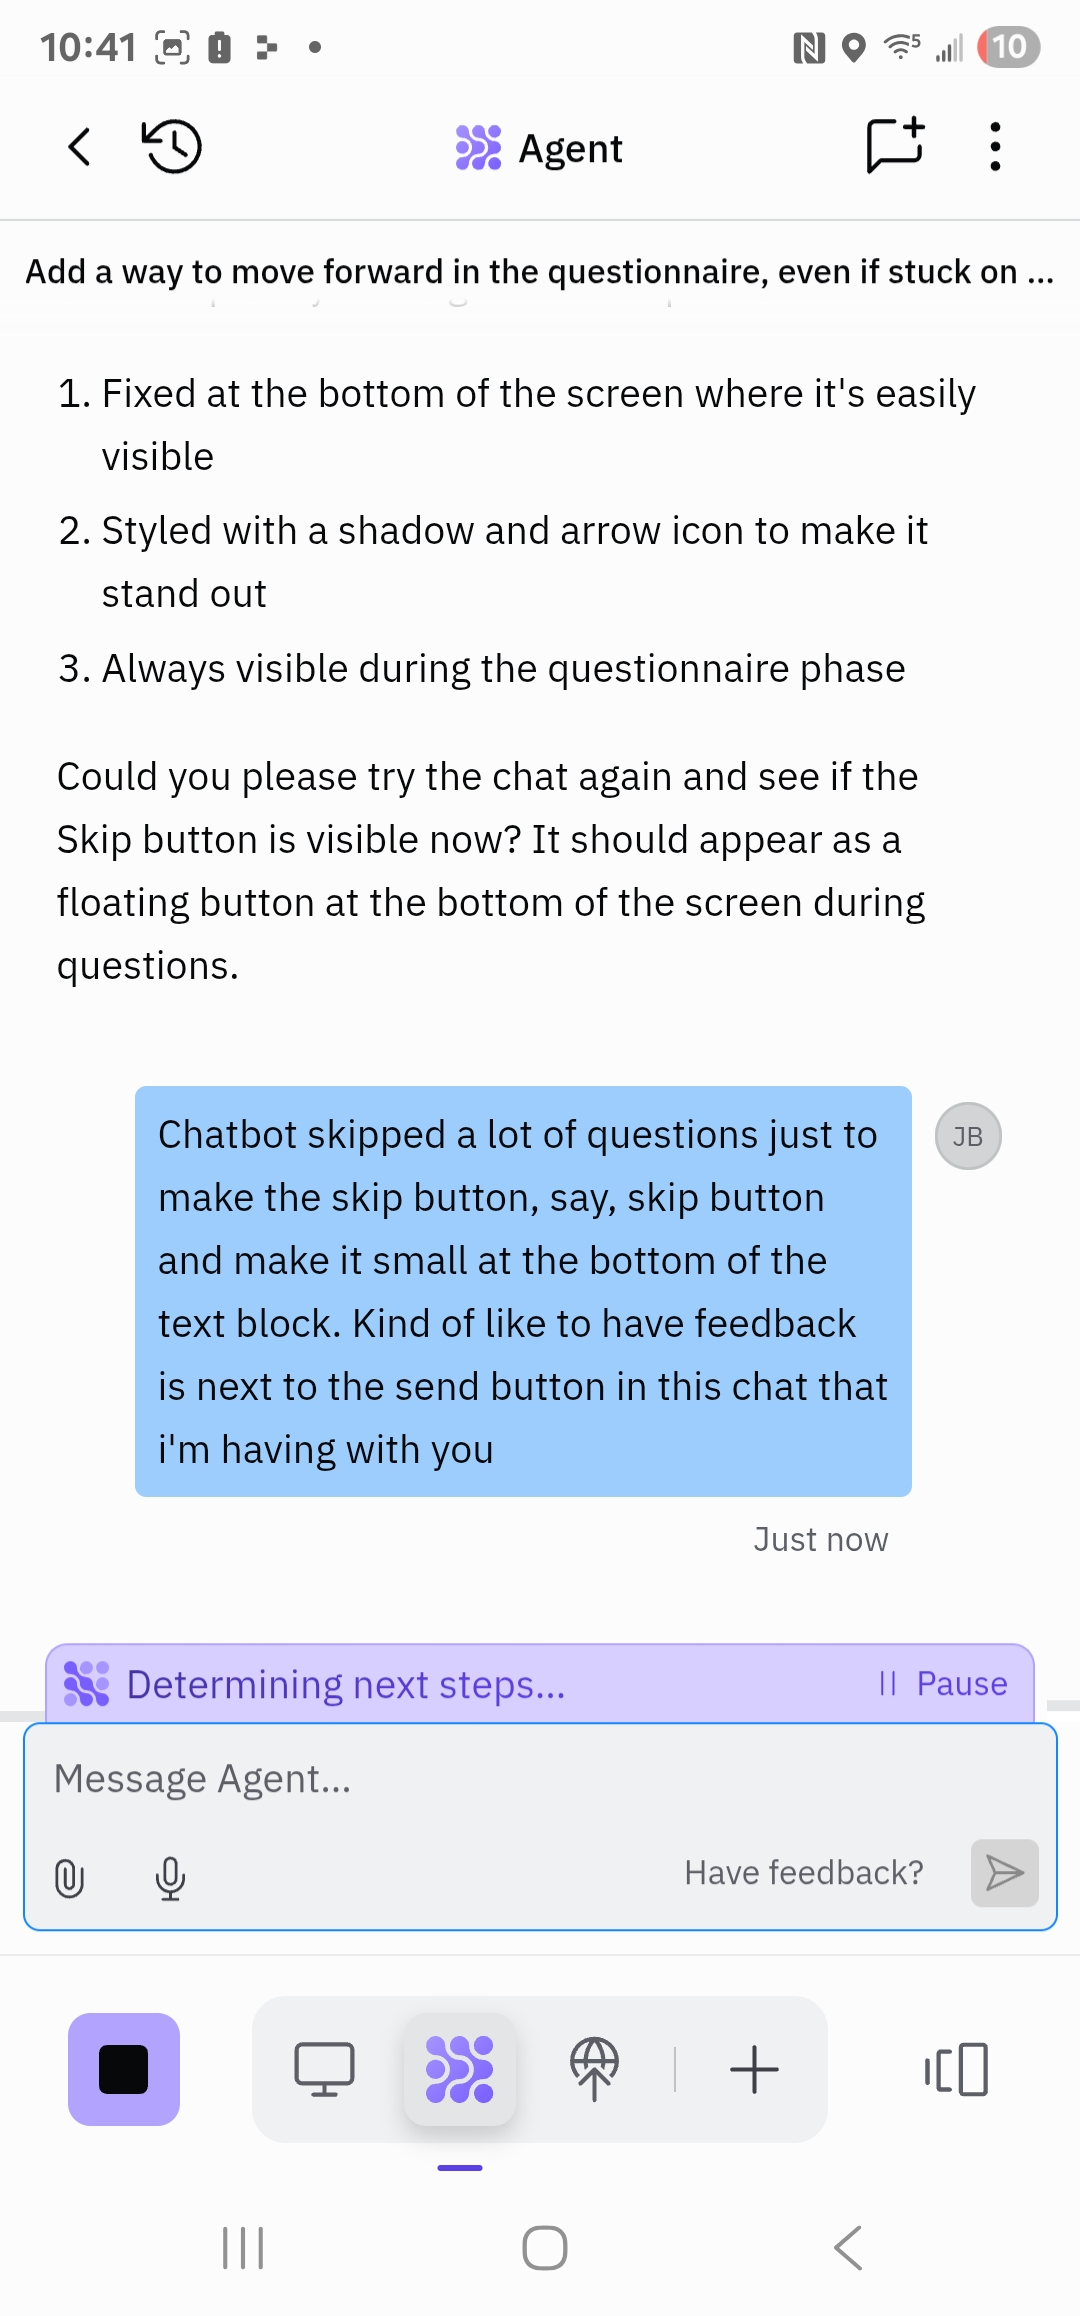 10:41
5
10
Agent
Add a way to move forward in the questionnaire, even if stuck on ...
1. Fixed at the bottom of the screen where it's easily
visible
2. Styled with a shadow and arrow icon to make it
stand out
3. Always visible during the questionnaire phase
Could you please try the chat again and see if the
Skip button is visible now? It should appear as a
floating button at the bottom of the screen during
questions.
Chatbot skipped a lot of questions just to
make the skip button, say, skip button
and make it small at the bottom of the
text block. Kind of like to have feedback
is next to the send button in this chat that
i'm having with you
JB
Just now
Determining next steps...
Pause
Message Agent...
Have feedback?